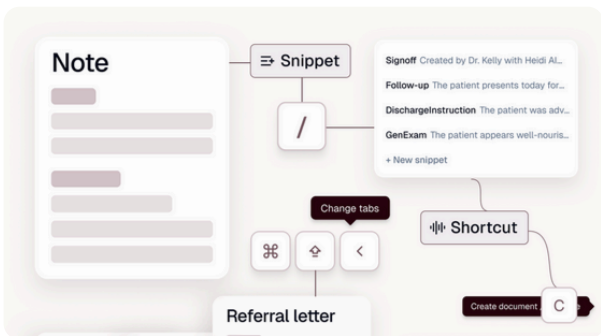 Note
Snippet
/
Signoff Created by Dr. Kelly with Heidi AI...
Follow-up The patient presents today for...
DischargeInstruction The patient was adv...
GenExam The patient appears well-nouris...
+ New snippet
Change tabs
⌘ <
Shortcut
Create document
C
Referral letter